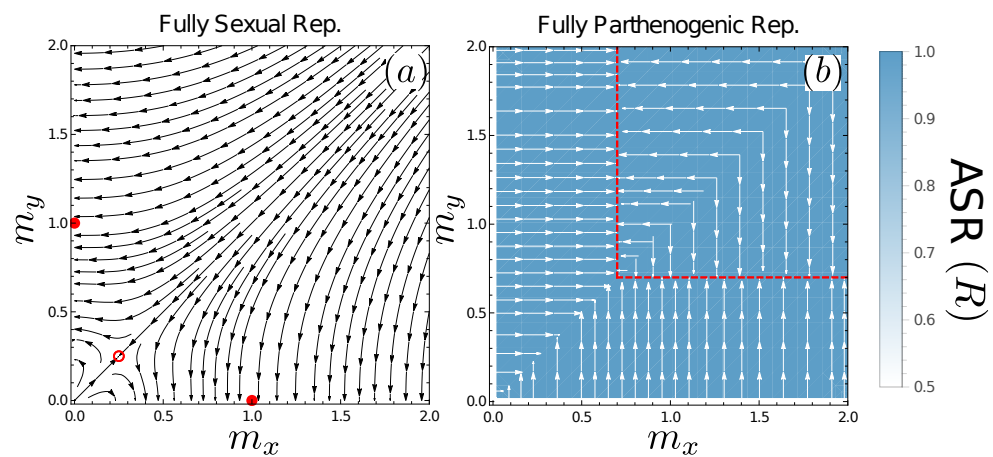 Fully Sexual Rep.
Fully Parthenogenic Rep.
(a)
(b)
2.0
1.5
1.0
0.5
0.0
m_y
0.0 0.5 1.0 1.5 2.0
m_x
2.0
1.5
1.0
0.5
0.0
m_y
0.0 0.5 1.0 1.5 2.0
m_x
1.0
0.9
0.8
0.7
0.6
0.5
ASR (R)